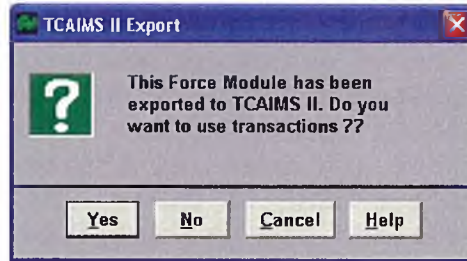 TCAIMS II Export
?
This Force Module has been
exported to TCAIMS II. Do you
want to use transactions ??
Yes No Cancel Help